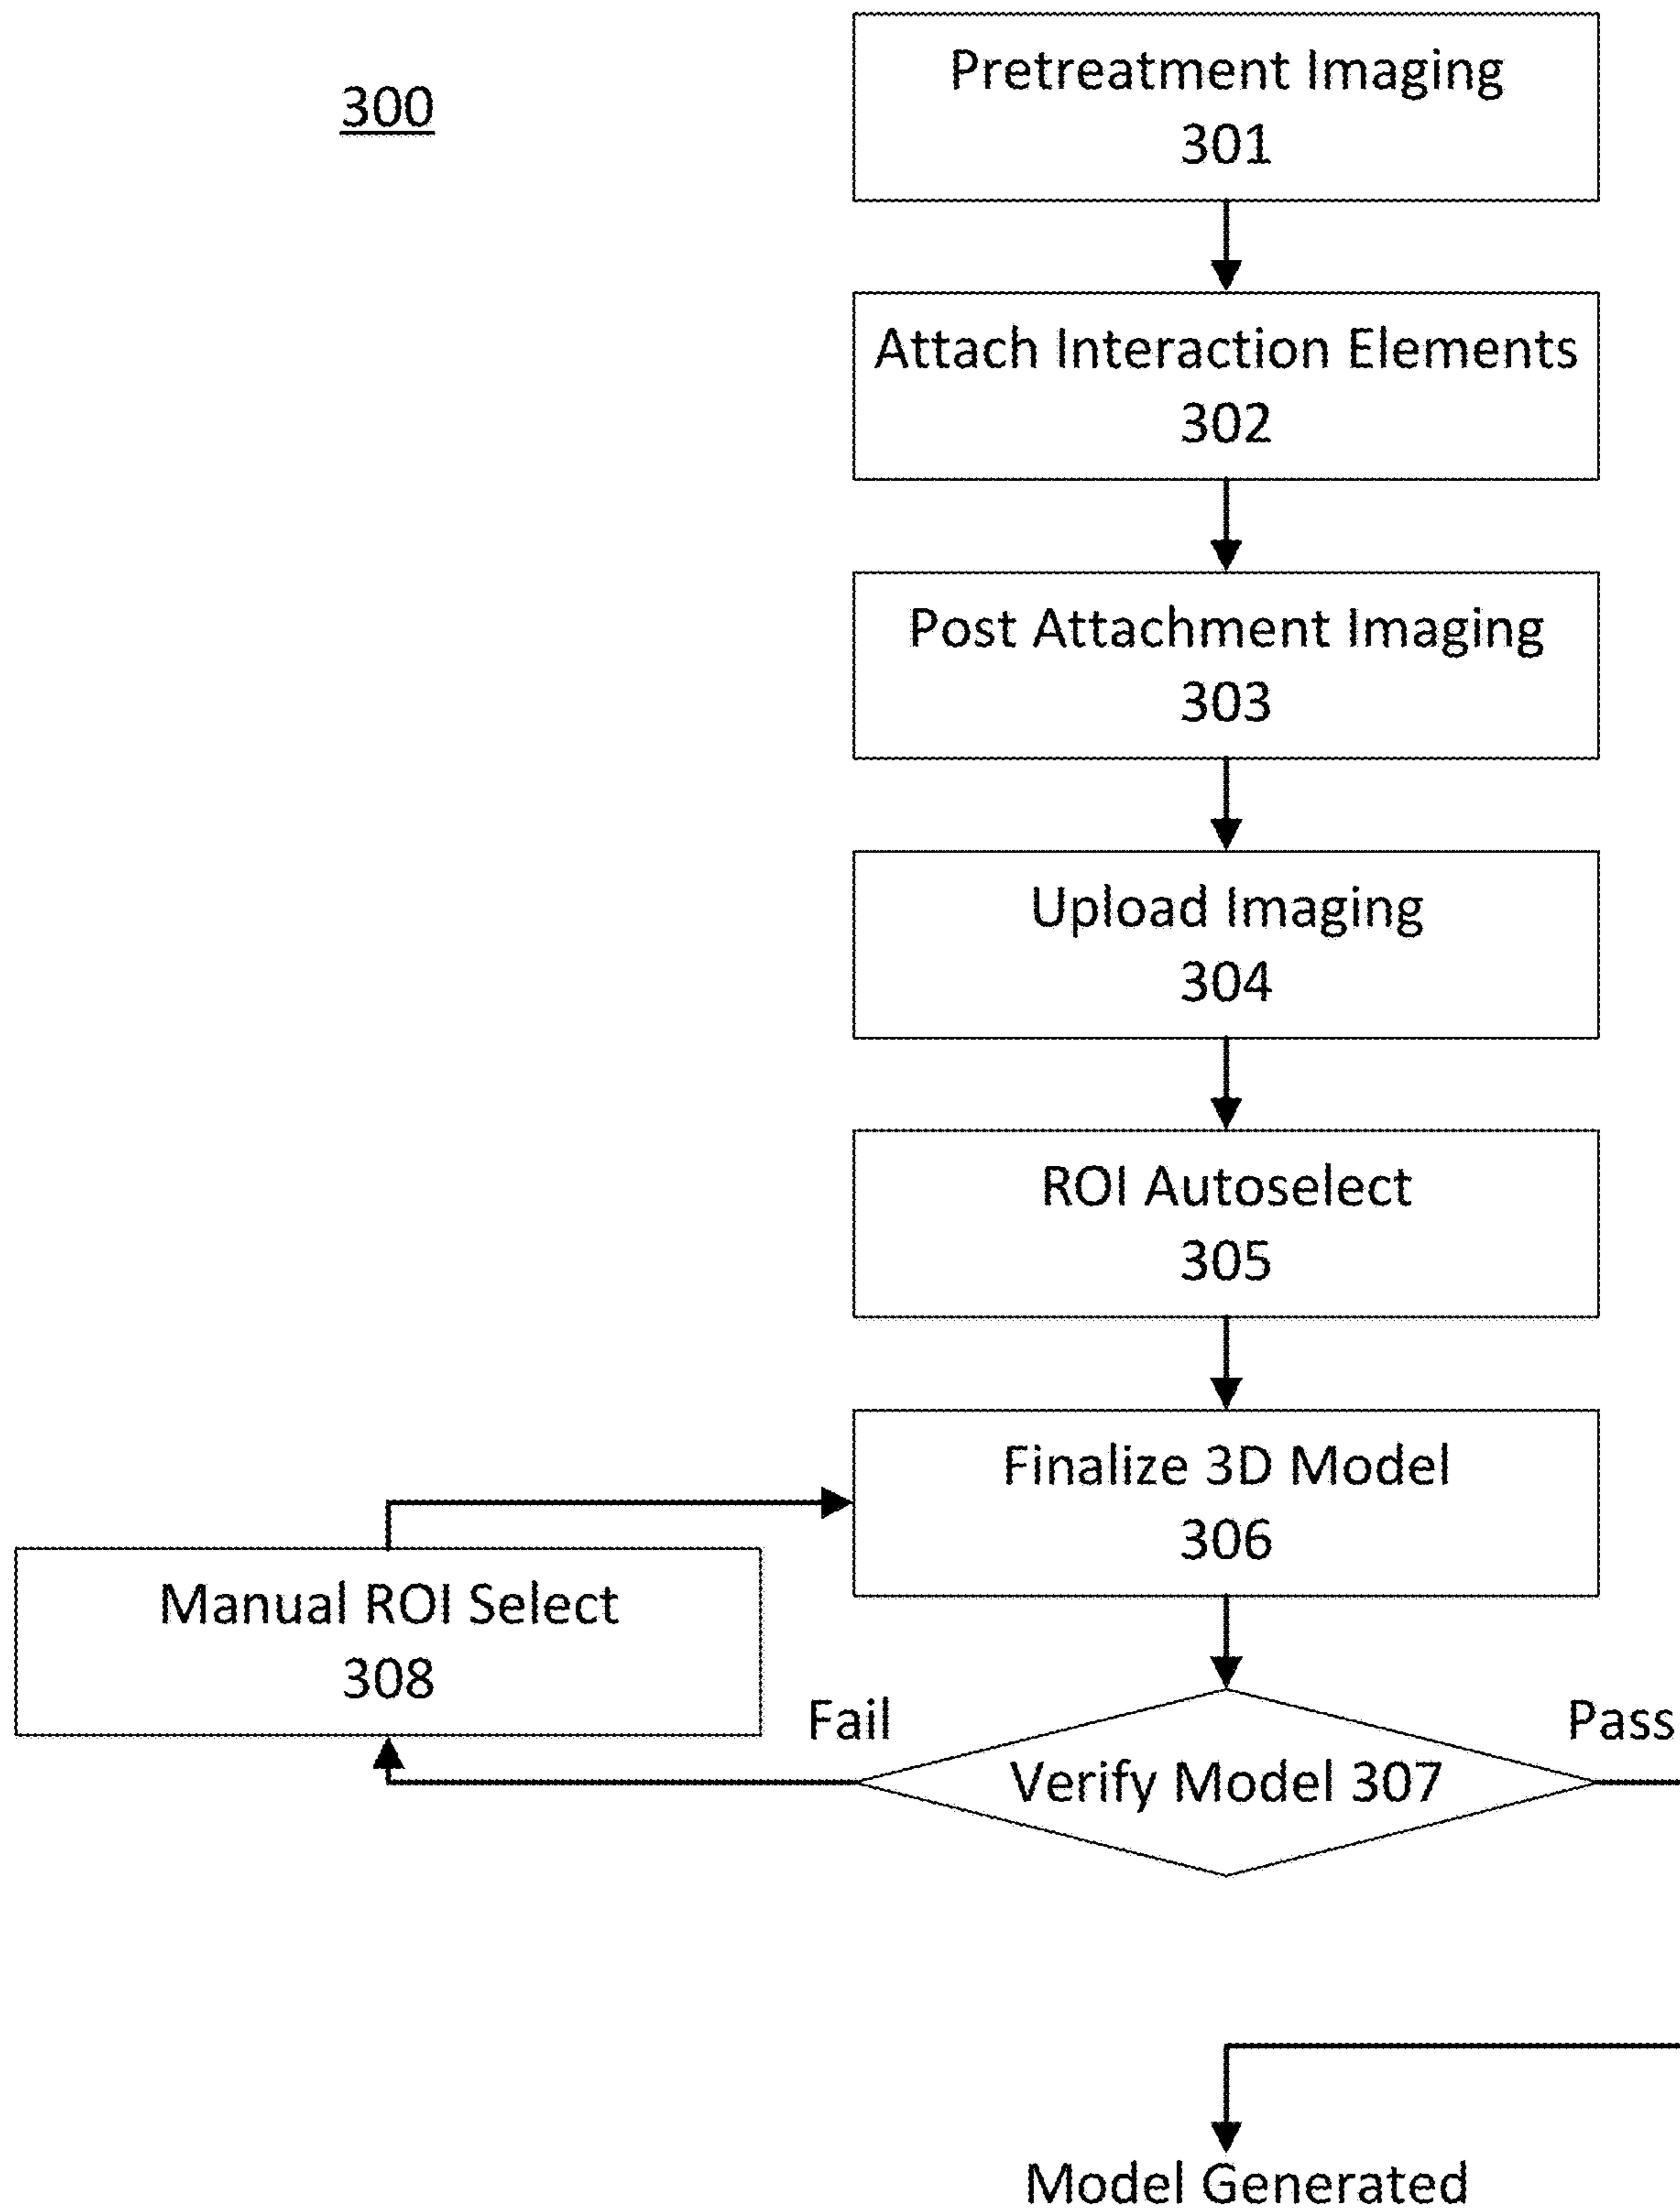 300
Pretreatment Imaging
301
Attach Interaction Elements
302
Post Attachment Imaging
303
Upload Imaging
304
ROI Autoselect
305
Finalize 3D Model
306
Manual ROI Select
308
Fail
Pass
Verify Model 307
Model Generated